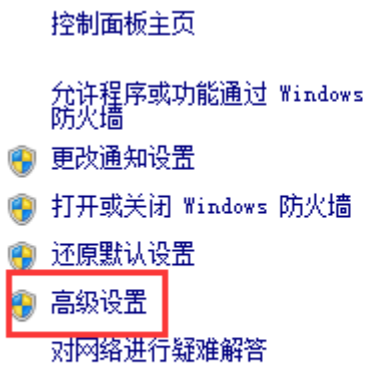 控制面板主页
允许程序或功能通过 Windows
防火墙
更改通知设置
打开或关闭 Windows 防火墙
还原默认设置
高级设置
对网络进行疑难解答